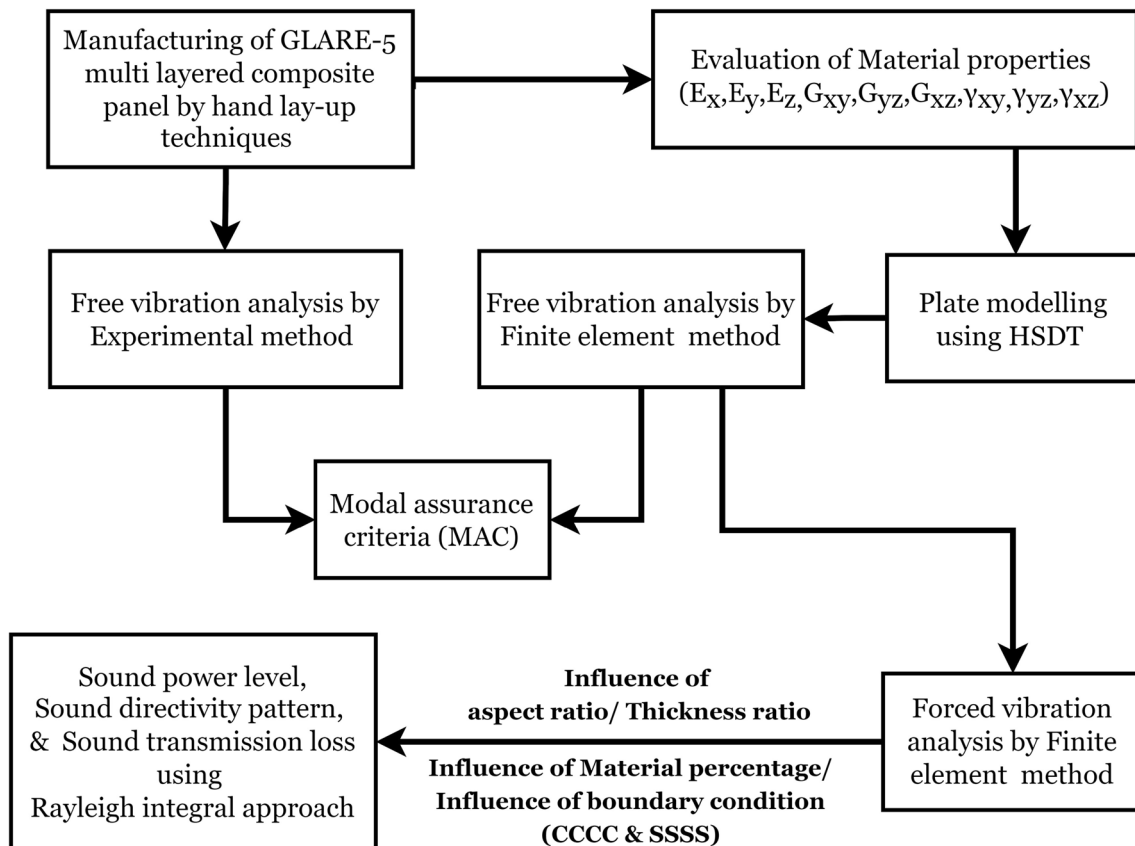 Manufacturing of GLARE-5
multi layered composite
panel by hand lay-up
techniques
Evaluation of Material properties
(Ex,Ey,Ez,Gxy,Gyz,Gxz,γxy,γyz,γxz)
Free vibration analysis by
Experimental method
Free vibration analysis by
Finite element method
Plate modelling
using HSDT
Modal assurance
criteria (MAC)
Sound power level,
Sound directivity pattern,
& Sound transmission loss
using
Rayleigh integral approach
Influence of
aspect ratio/ Thickness ratio
Influence of Material percentage/
Influence of boundary condition
(CCCC & SSSS)
Forced vibration
analysis by Finite
element method